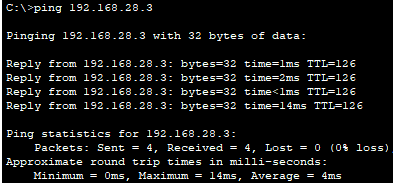 C:\>ping 192.168.28.3
Pinging 192.168.28.3 with 32 bytes of data:
Reply from 192.168.28.3: bytes=32 time=1ms TTL=126
Reply from 192.168.28.3: bytes=32 time=2ms TTL=126
Reply from 192.168.28.3: bytes=32 time<1ms TTL=126
Reply from 192.168.28.3: bytes=32 time=14ms TTL=126
Ping statistics for 192.168.28.3:
    Packets: Sent = 4, Received = 4, Lost = 0 (0% loss),
Approximate round trip times in milli-seconds:
    Minimum = 0ms, Maximum = 14ms, Average = 4ms